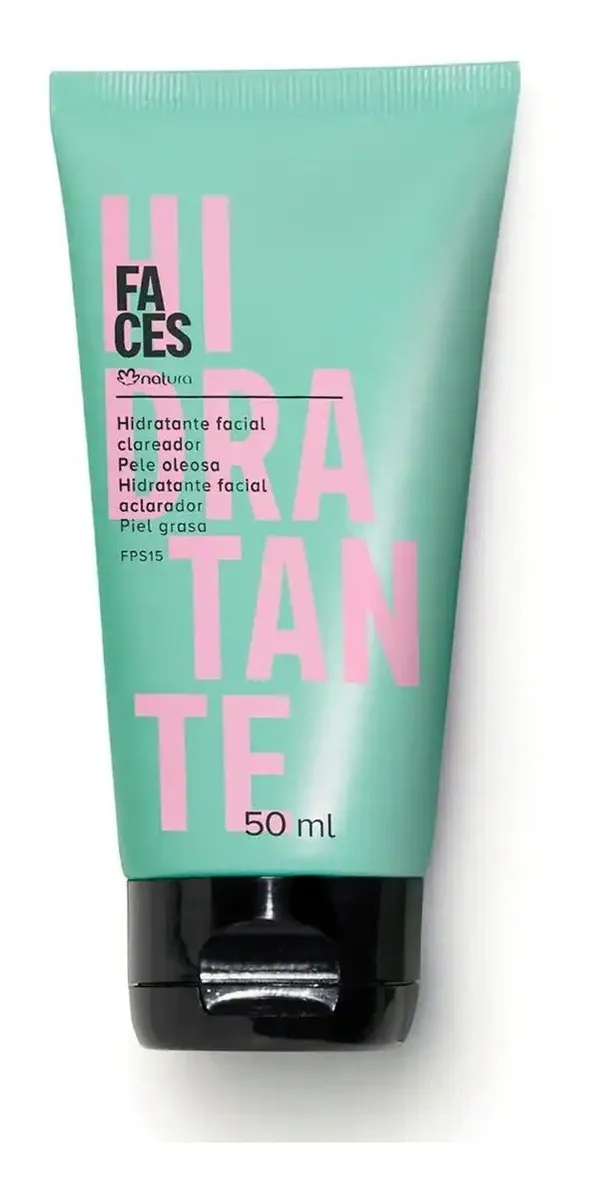 HI
DRA
TAN
TE
FA
CES
natura
Hidratante facial
clareador
Pele oleosa
Hidratante facial
aclarador
Piel grasa
FPS15
50 ml